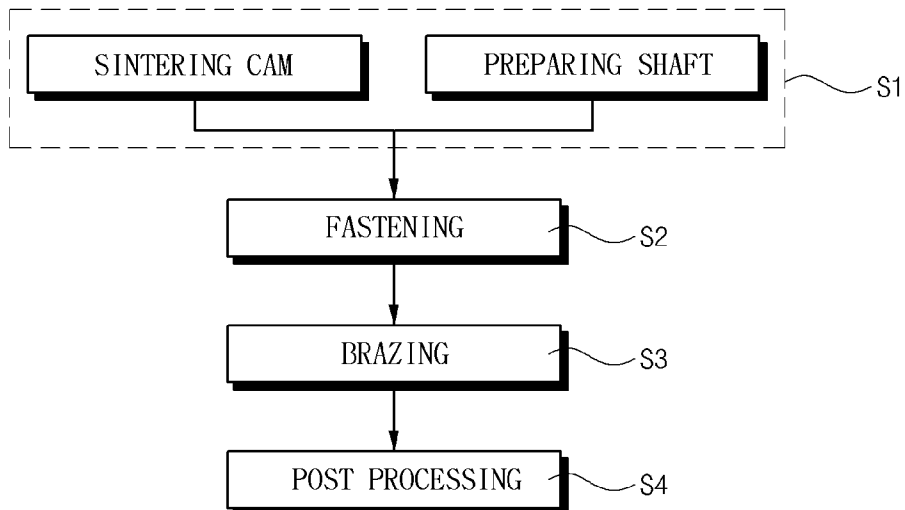 SINTERING CAM
PREPARING SHAFT
S1
FASTENING
S2
BRAZING
S3
POST PROCESSING
S4